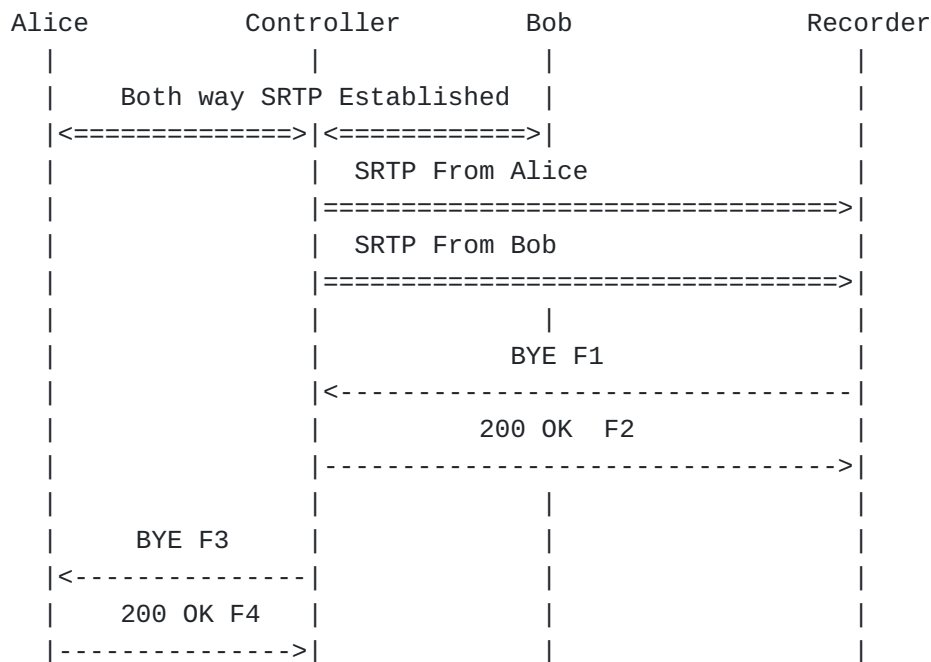 Alice          Controller        Bob            Recorder
  |                |              |                   |
  |    Both way SRTP Established  |                   |
  |<==============>|<============>|                   |
  |                |  SRTP From Alice                 |
  |                |=================================>|
  |                |  SRTP From Bob                   |
  |                |=================================>|
  |                |              |                   |
  |                |            BYE F1                |
  |                |<---------------------------------|
  |                |          200 OK  F2              |
  |                |--------------------------------->|
  |                |              |                   |
  |     BYE F3     |              |                   |
  |<---------------|              |                   |
  |    200 OK F4   |              |                   |
  |--------------->|              |                   |